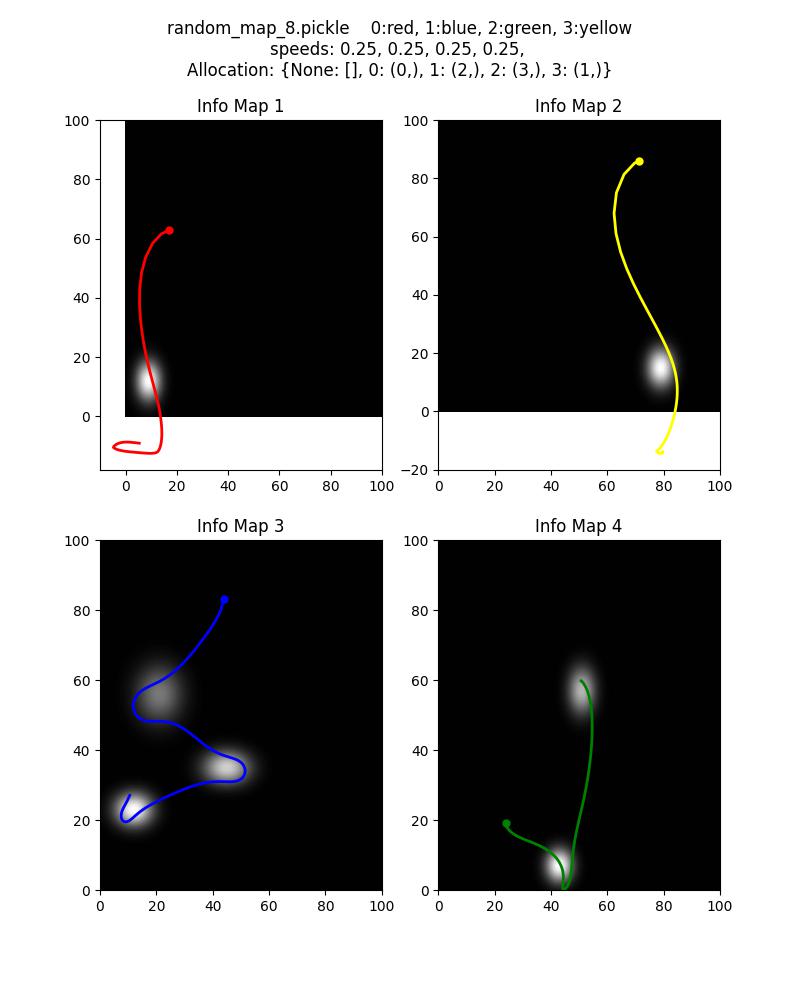 random_map_8.pickle    0:red, 1:blue, 2:green, 3:yellow
speeds: 0.25, 0.25, 0.25, 0.25,
Allocation: {None: [], 0: (0,), 1: (2,), 2: (3,), 3: (1,)}
Info Map 1
100
80
60
40
20
0
0 20 40 60 80 100
Info Map 2
100
80
60
40
20
0
−20
0 20 40 60 80 100
Info Map 3
100
80
60
40
20
0
0 20 40 60 80 100
Info Map 4
100
80
60
40
20
0
0 20 40 60 80 100